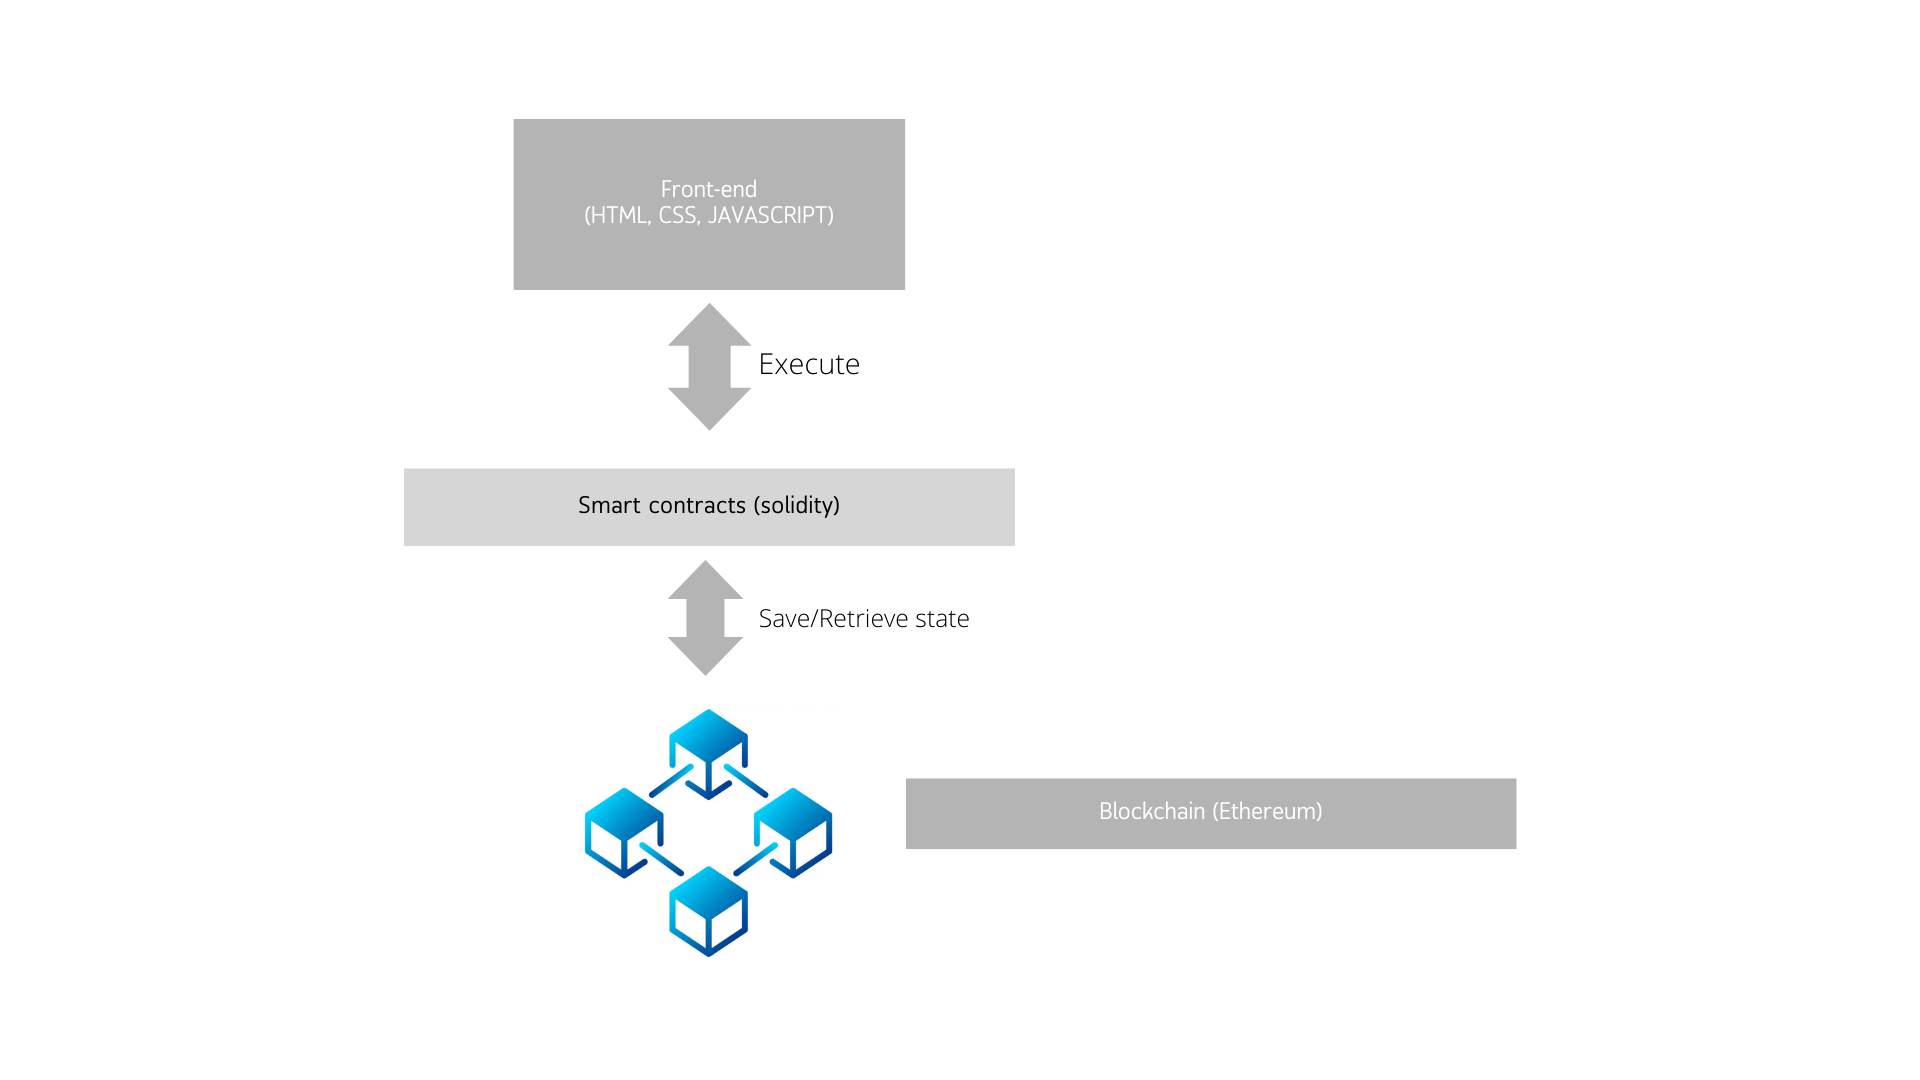 Front-end
(HTML, CSS, JAVASCRIPT)
Execute
Smart contracts (solidity)
Save/Retrieve state
Blockchain (Ethereum)